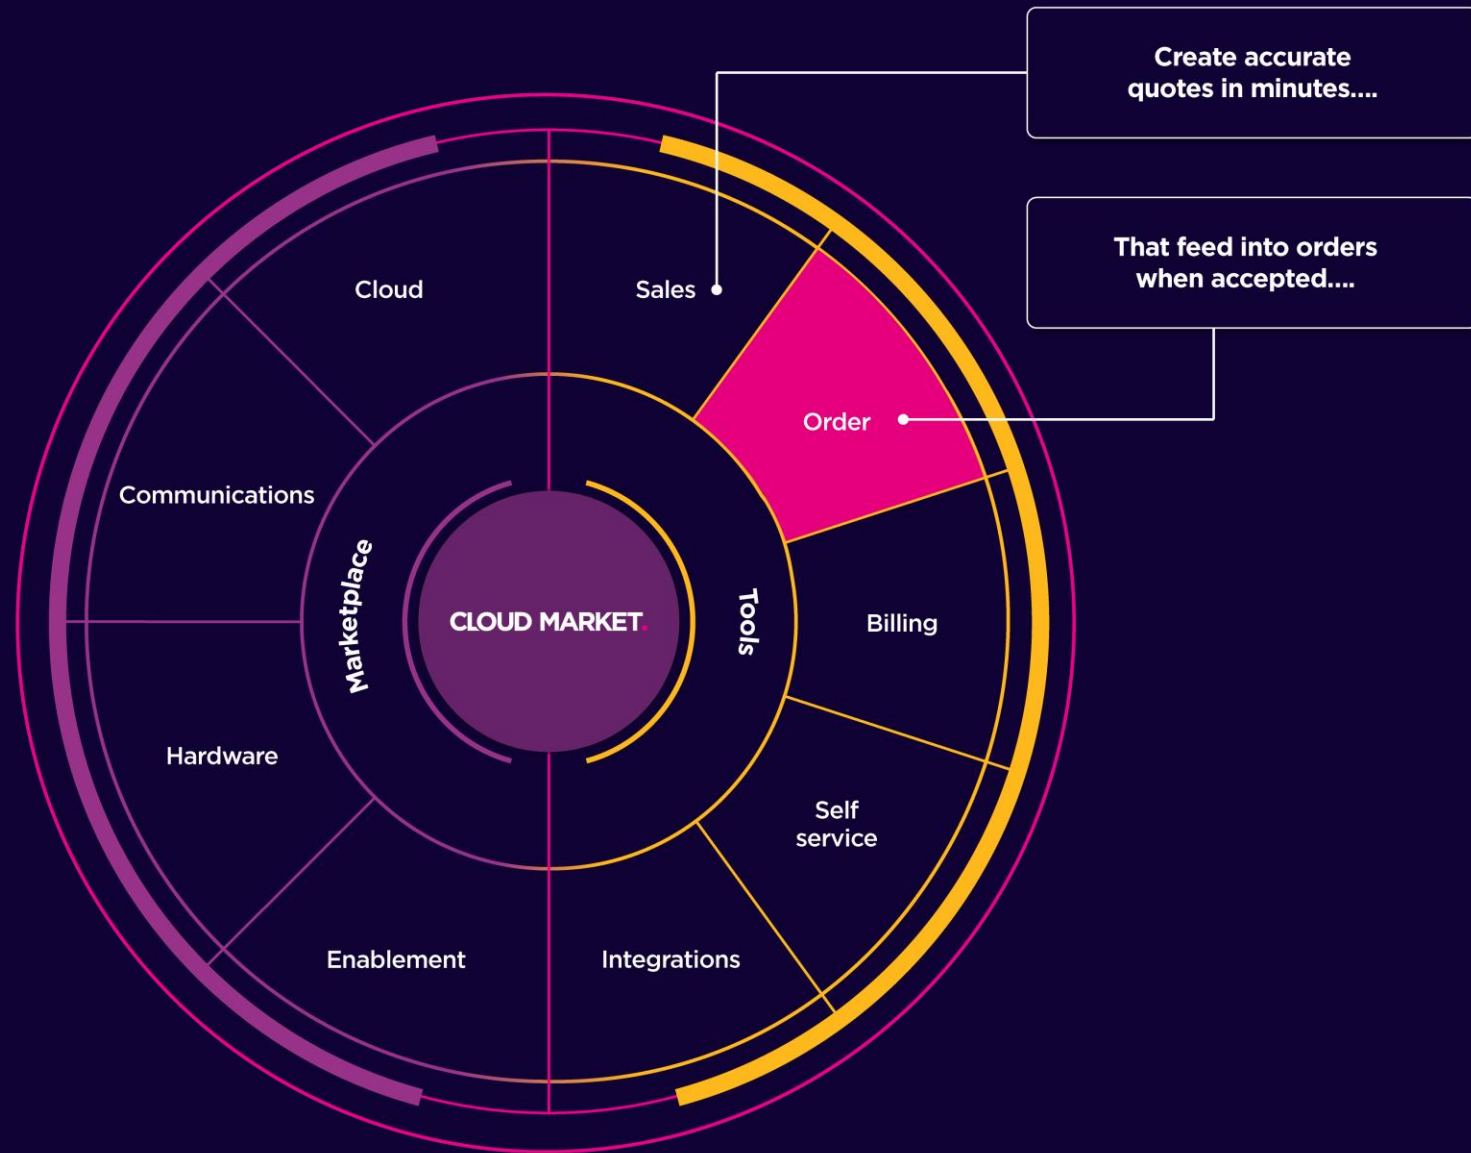 Create accurate
quotes in minutes....
That feed into orders
when accepted....
Cloud
Sales
Order
Communications
Marketplace
CLOUD MARKET.
Tools
Billing
Hardware
Self
service
Enablement
Integrations